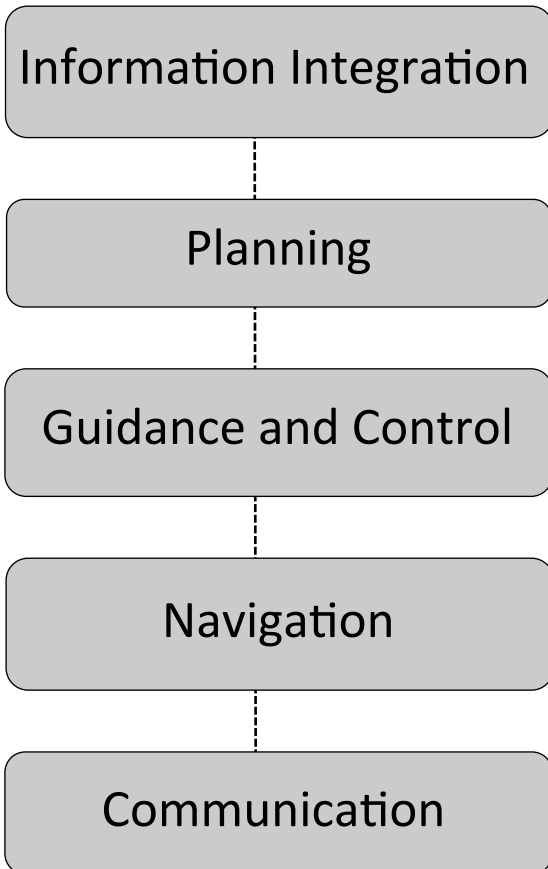 Information Integration
Planning
Guidance and Control
Navigation
Communication